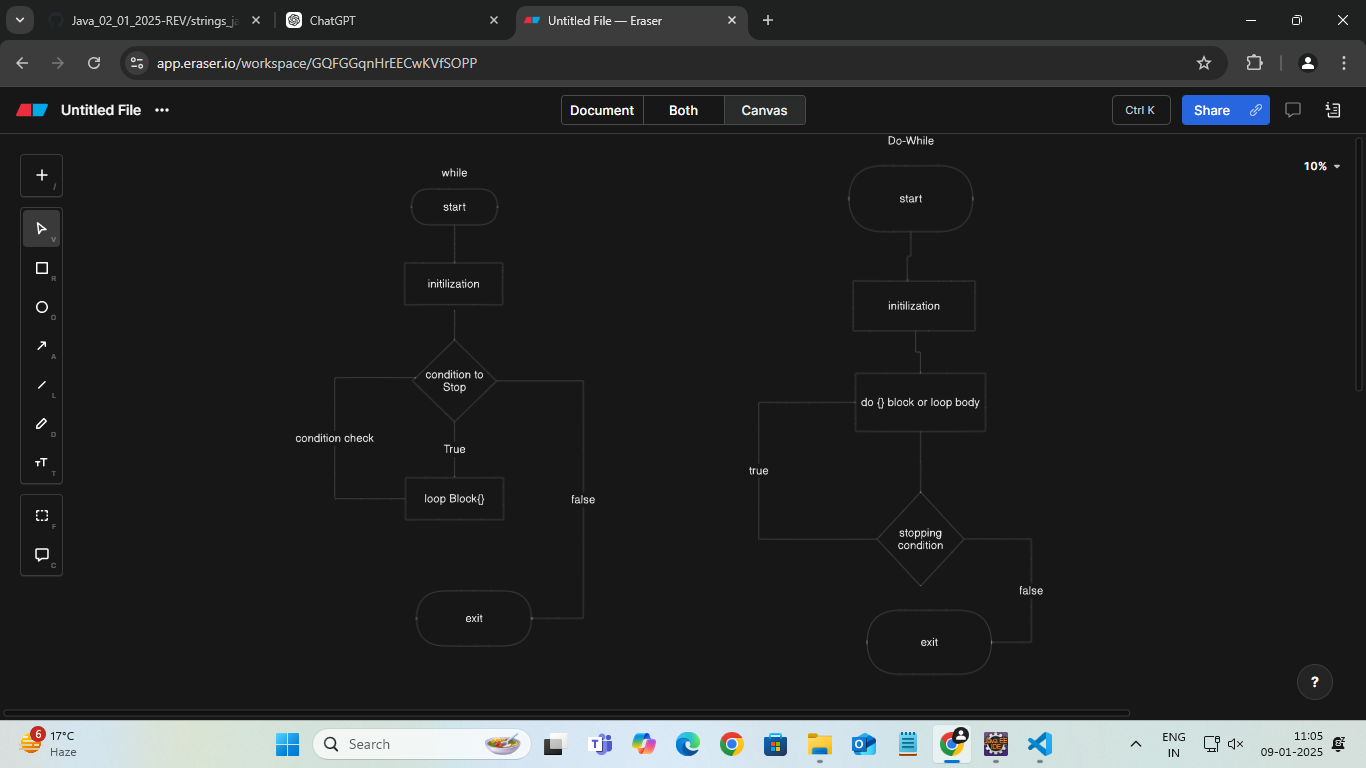 Java_02_01_2025-REV/strings_ja
ChatGPT
Untitled File — Eraser
app.eraser.io/workspace/GQFGGqnHrEECwKVfSOPP
Untitled File
Document
Both
Canvas
Ctrl K
Share
10%
/
V
R
O
A
L
D
T
F
C
while
start
initilization
condition to
Stop
condition check
True
loop Block{}
false
exit
Do-While
start
initilization
do {} block or loop body
true
stopping
condition
false
exit
?
6
17°C
Haze
Search
ENG
IN
11:05
09-01-2025